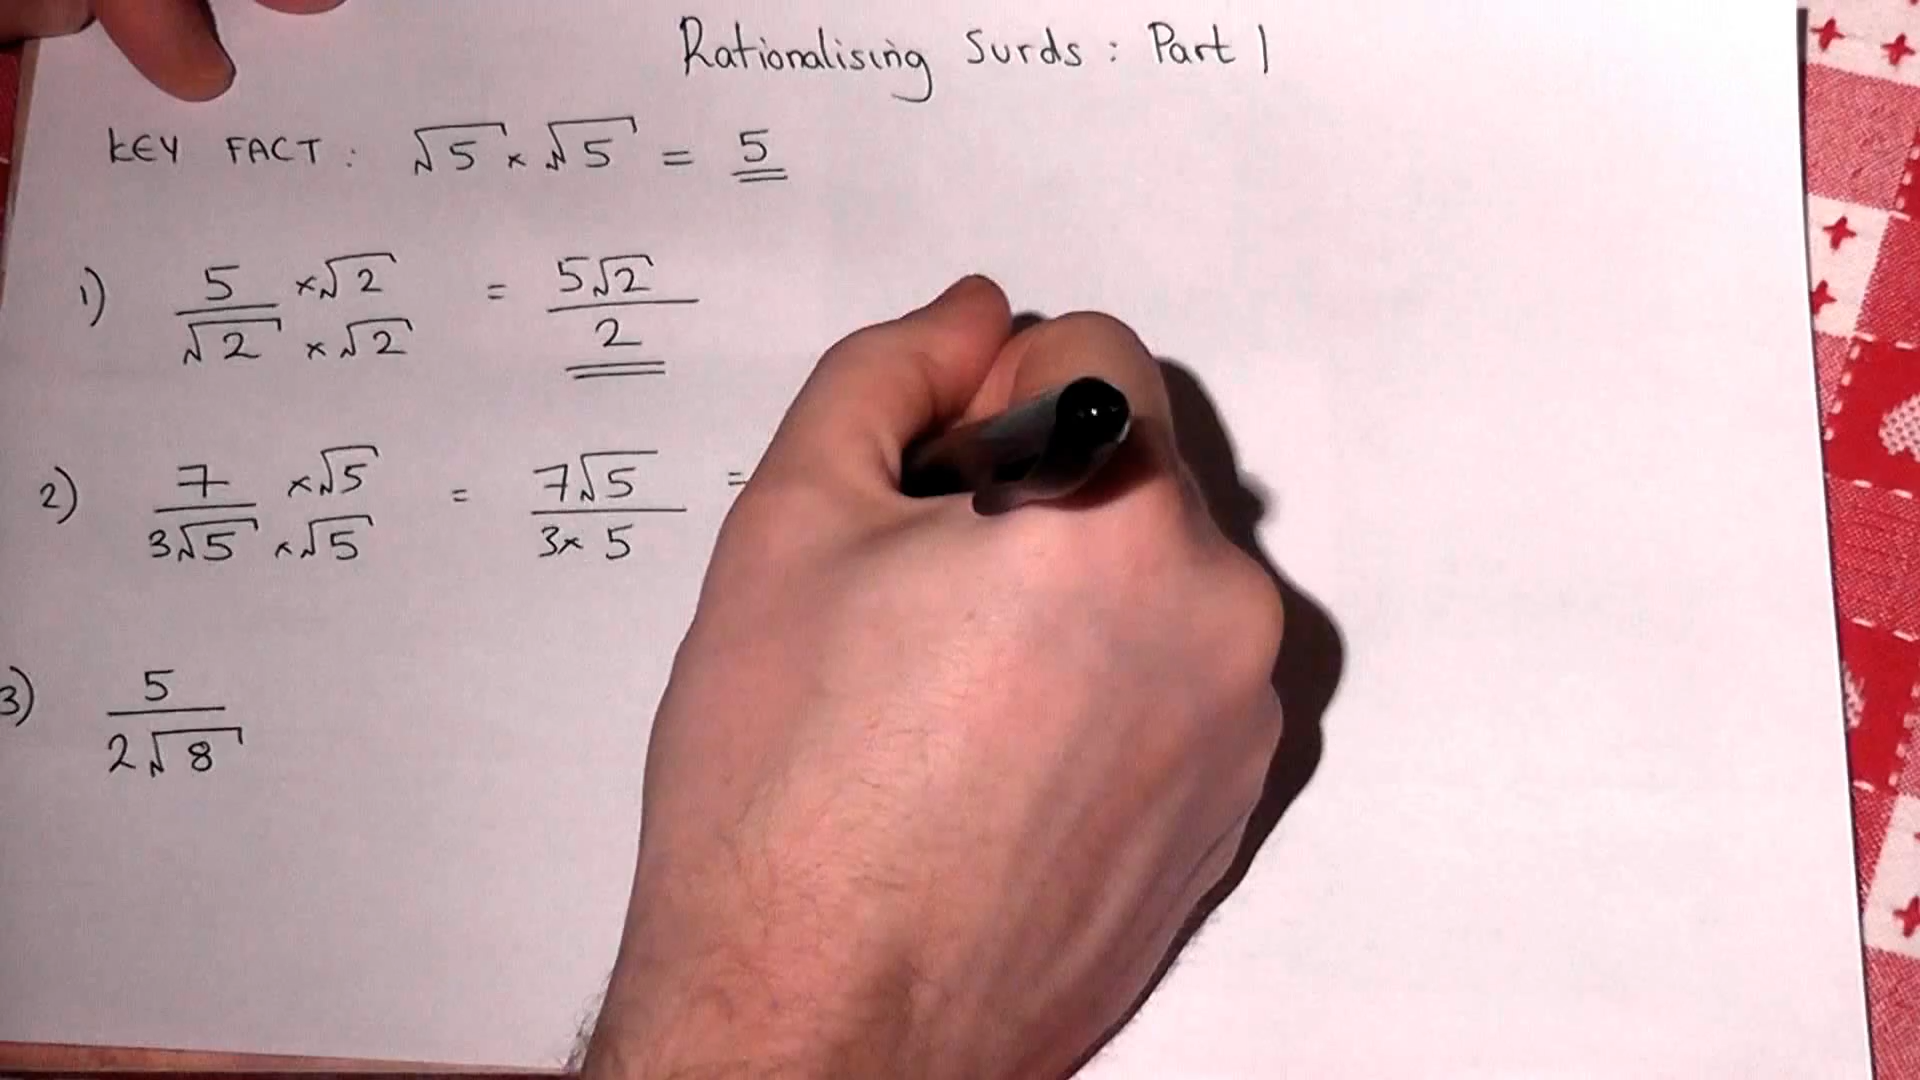 Rationalising Surds : Part 1
KEY FACT : √5 × √5 = 5
1) 5/√2 ×√2/×√2 = 5√2/2
2) 7/3√5 ×√5/×√5 = 7√5/3×5 =
3) 5/2√8